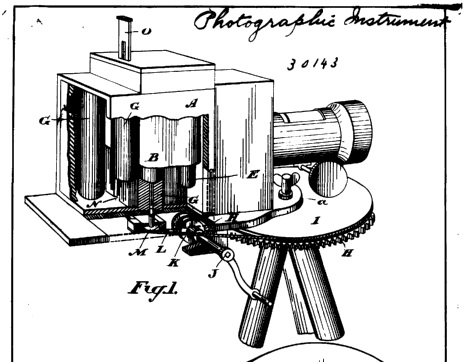 Photographic Instrument
30143
O
G G A
B
E
N G a
H I
M L
K J H
Fig.1.